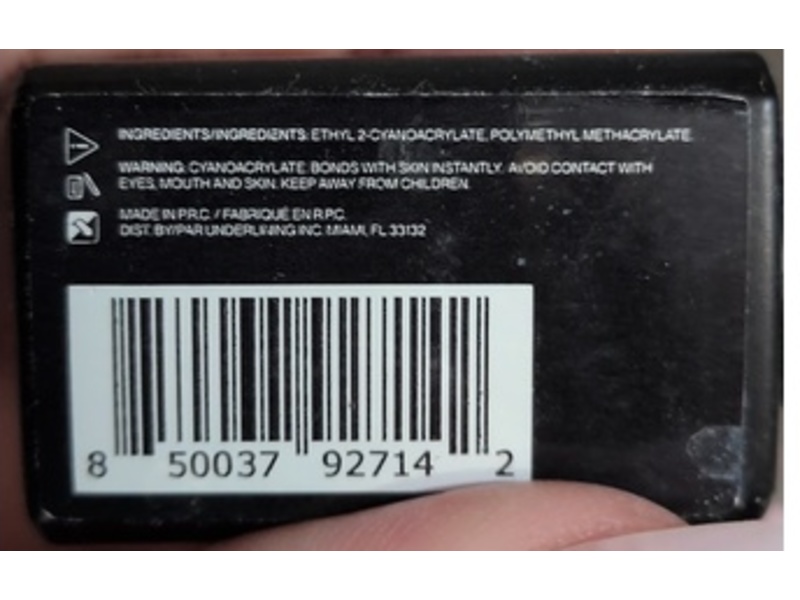 INGREDIENTS/INGREDIENTS: ETHYL 2-CYANOACRYLATE, POLYMETHYL METHACRYLATE.
WARNING: CYANOACRYLATE. BONDS WITH SKIN INSTANTLY. AVOID CONTACT WITH
EYES, MOUTH AND SKIN. KEEP AWAY FROM CHILDREN.
MADE IN P.R.C. / FABRIQUÉ EN R.P.C.
DIST. BY/PAR UNDERLINING INC. MIAMI, FL 33132
8 50037 92714 2